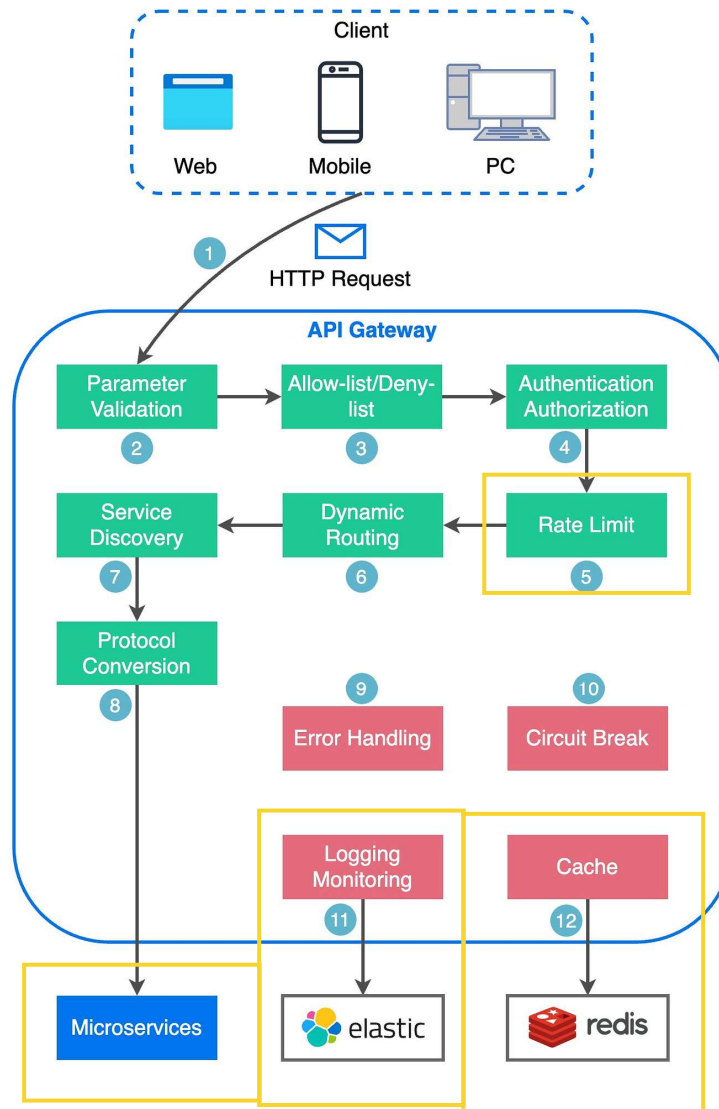 Client
Web
Mobile
PC
1
HTTP Request
API Gateway
Parameter
Validation
2
Allow-list/Deny-
list
3
Authentication
Authorization
4
Service
Discovery
7
Dynamic
Routing
6
Rate Limit
5
Protocol
Conversion
8
9
Error Handling
10
Circuit Break
Logging
Monitoring
11
Cache
12
Microservices
elastic
redis